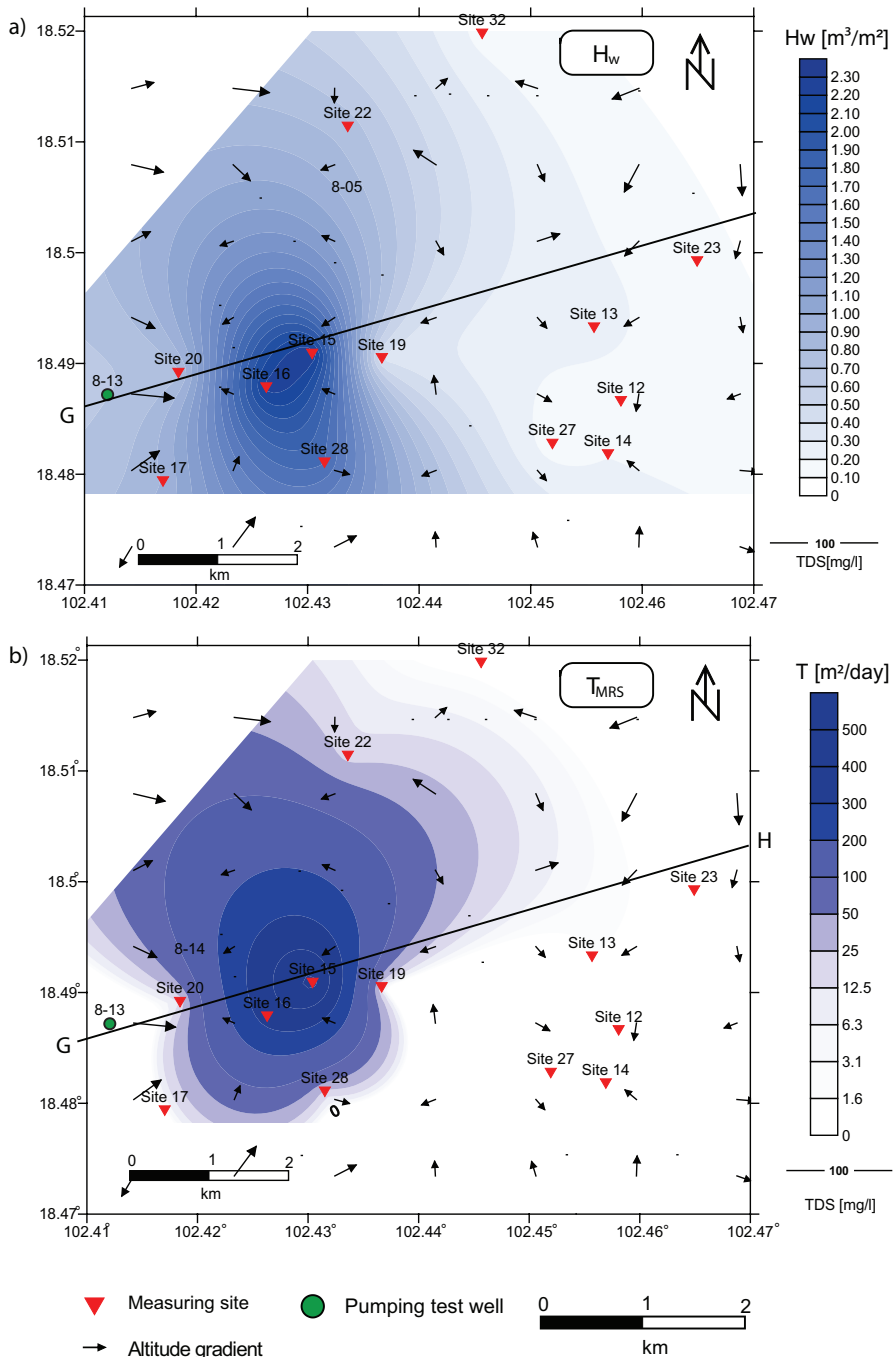 a)
Site 32
18.52
Hw
N
Hw [m³/m²]
2.30
2.10
2.00
1.80
1.70
1.60
1.40
1.30
1.20
1.00
0.90
0.80
0.70
0.60
0.50
0.40
0.30
0.20
0.10
0
100
TDS[mg/l]
Site 22
18.51
8-05
18.5
Site 23
Site 13
Site 15
Site 19
18.49
Site 20
Site 16
8-13
Site 12
G
Site 27
Site 14
Site 28
Site 17
18.48
0 1 2
km
18.47
102.41 102.42 102.43 102.44 102.45 102.46 102.47
b)
Site 32
18.52°
TMRS
N
T [m²/day]
500
400
300
200
100
50
25
12.5
6.3
3.1
1.6
0
100
TDS [mg/l]
Site 22
18.51°
H
18.5°
Site 23
8-14
Site 13
Site 15
Site 19
18.49°
Site 20
Site 16
8-13
Site 12
G
Site 27
Site 14
Site 28
Site 17
18.48°
0
0 1 2
km
18.47°
102.41° 102.42° 102.43° 102.44° 102.45° 102.46° 102.47°
Measuring site
Pumping test well
0 1 2
km
Altitude gradient